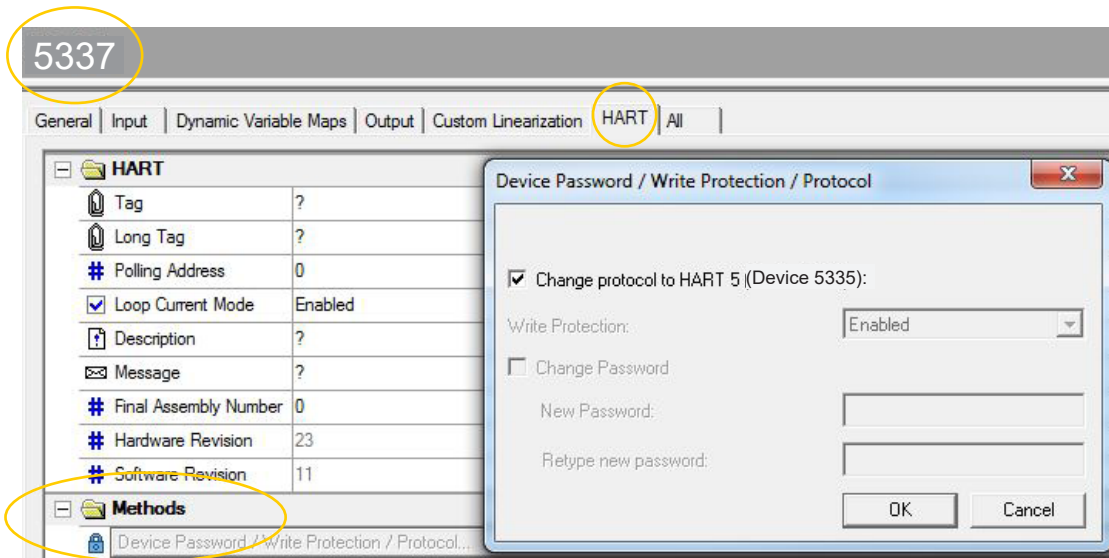 5337
General Input Dynamic Variable Maps Output Custom Linearization HART All
HART
Tag ?
Long Tag ?
Polling Address 0
Loop Current Mode Enabled
Description ?
Message ?
Final Assembly Number 0
Hardware Revision 23
Software Revision 11
Methods
Device Password / Write Protection / Protocol...
Device Password / Write Protection / Protocol
Change protocol to HART 5 (Device 5335):
Write Protection: Enabled
Change Password
New Password:
Retype new password:
OK Cancel